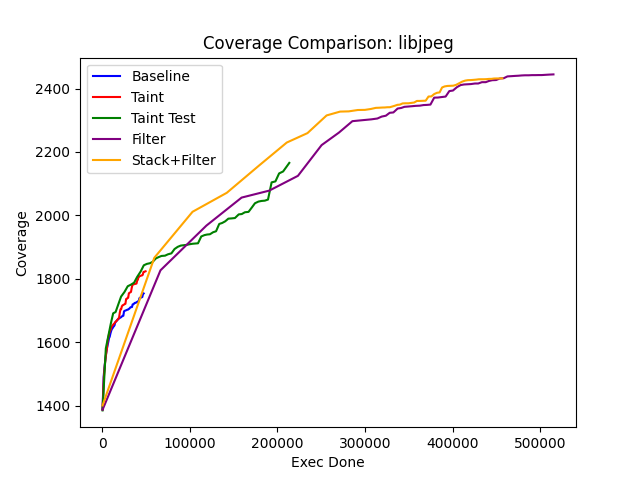 Coverage Comparison: libjpeg
Baseline
Taint
Taint Test
Filter
Stack+Filter
Coverage
2400
2200
2000
1800
1600
1400
0 100000 200000 300000 400000 500000
Exec Done